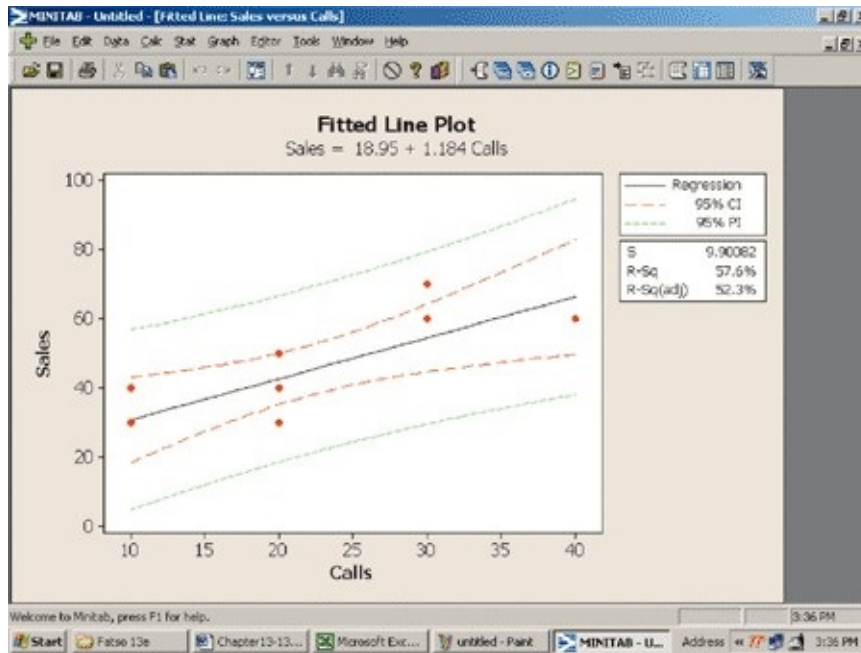 MINITAB - Untitled - [Fitted Line: Sales versus Calls]
File Edit Data Calc Stat Graph Editor Tools Window Help
Fitted Line Plot
Sales = 18.95 + 1.184 Calls
Regression
95% CI
95% PI
S 9.90082
R-Sq 57.6%
R-Sq(adj) 52.3%
100
80
60
40
20
0
Sales
10 15 20 25 30 35 40
Calls
Welcome to Minitab, press F1 for help.
3:36 PM
Start Fatso 13e Chapter13-13... Microsoft Exc... untitled - Paint MINITAB - U... Address « 3:36 PM